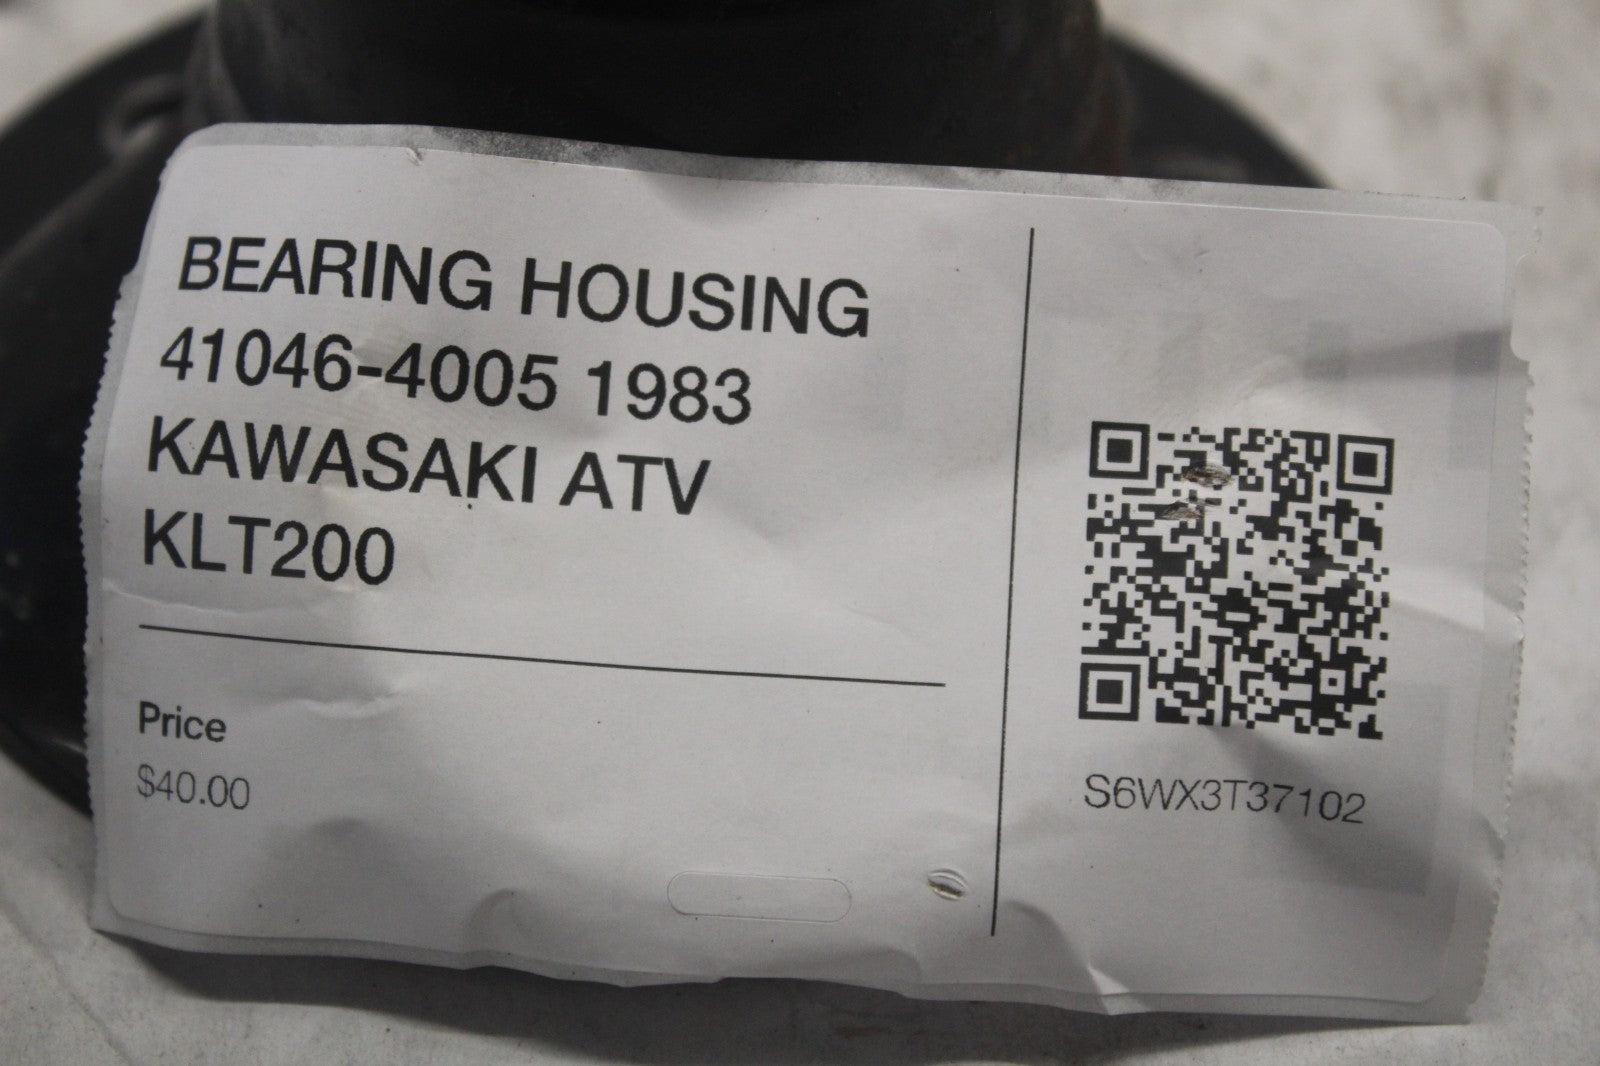 BEARING HOUSING
41046-4005 1983
KAWASAKI ATV
KLT200
Price
$40.00
S6WX3T37102